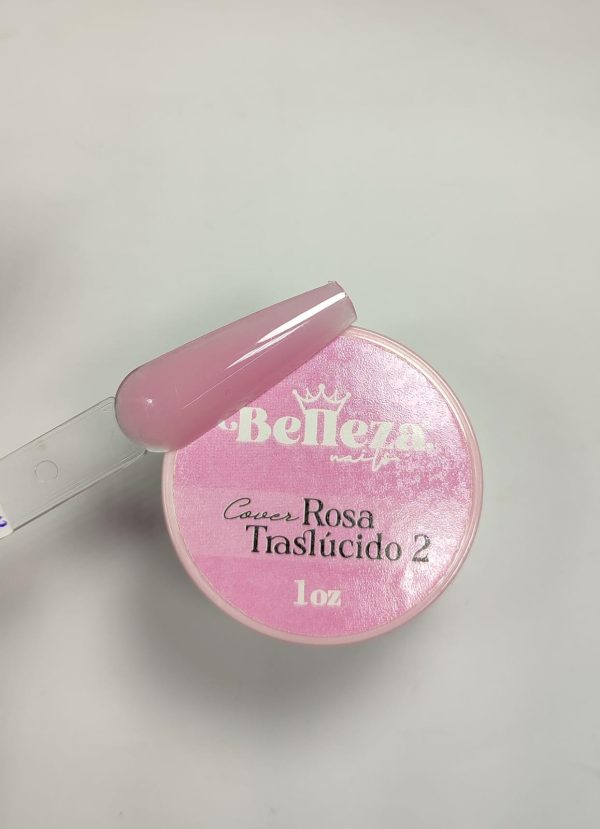 Belleza
nails
Cover Rosa
Traslúcido 2
1oz